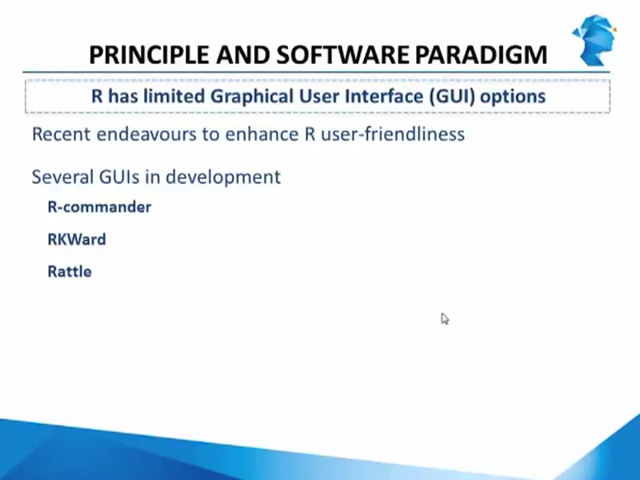 PRINCIPLE AND SOFTWARE PARADIGM
R has limited Graphical User Interface (GUI) options
Recent endeavours to enhance R user-friendliness
Several GUIs in development
R-commander
RKWard
Rattle